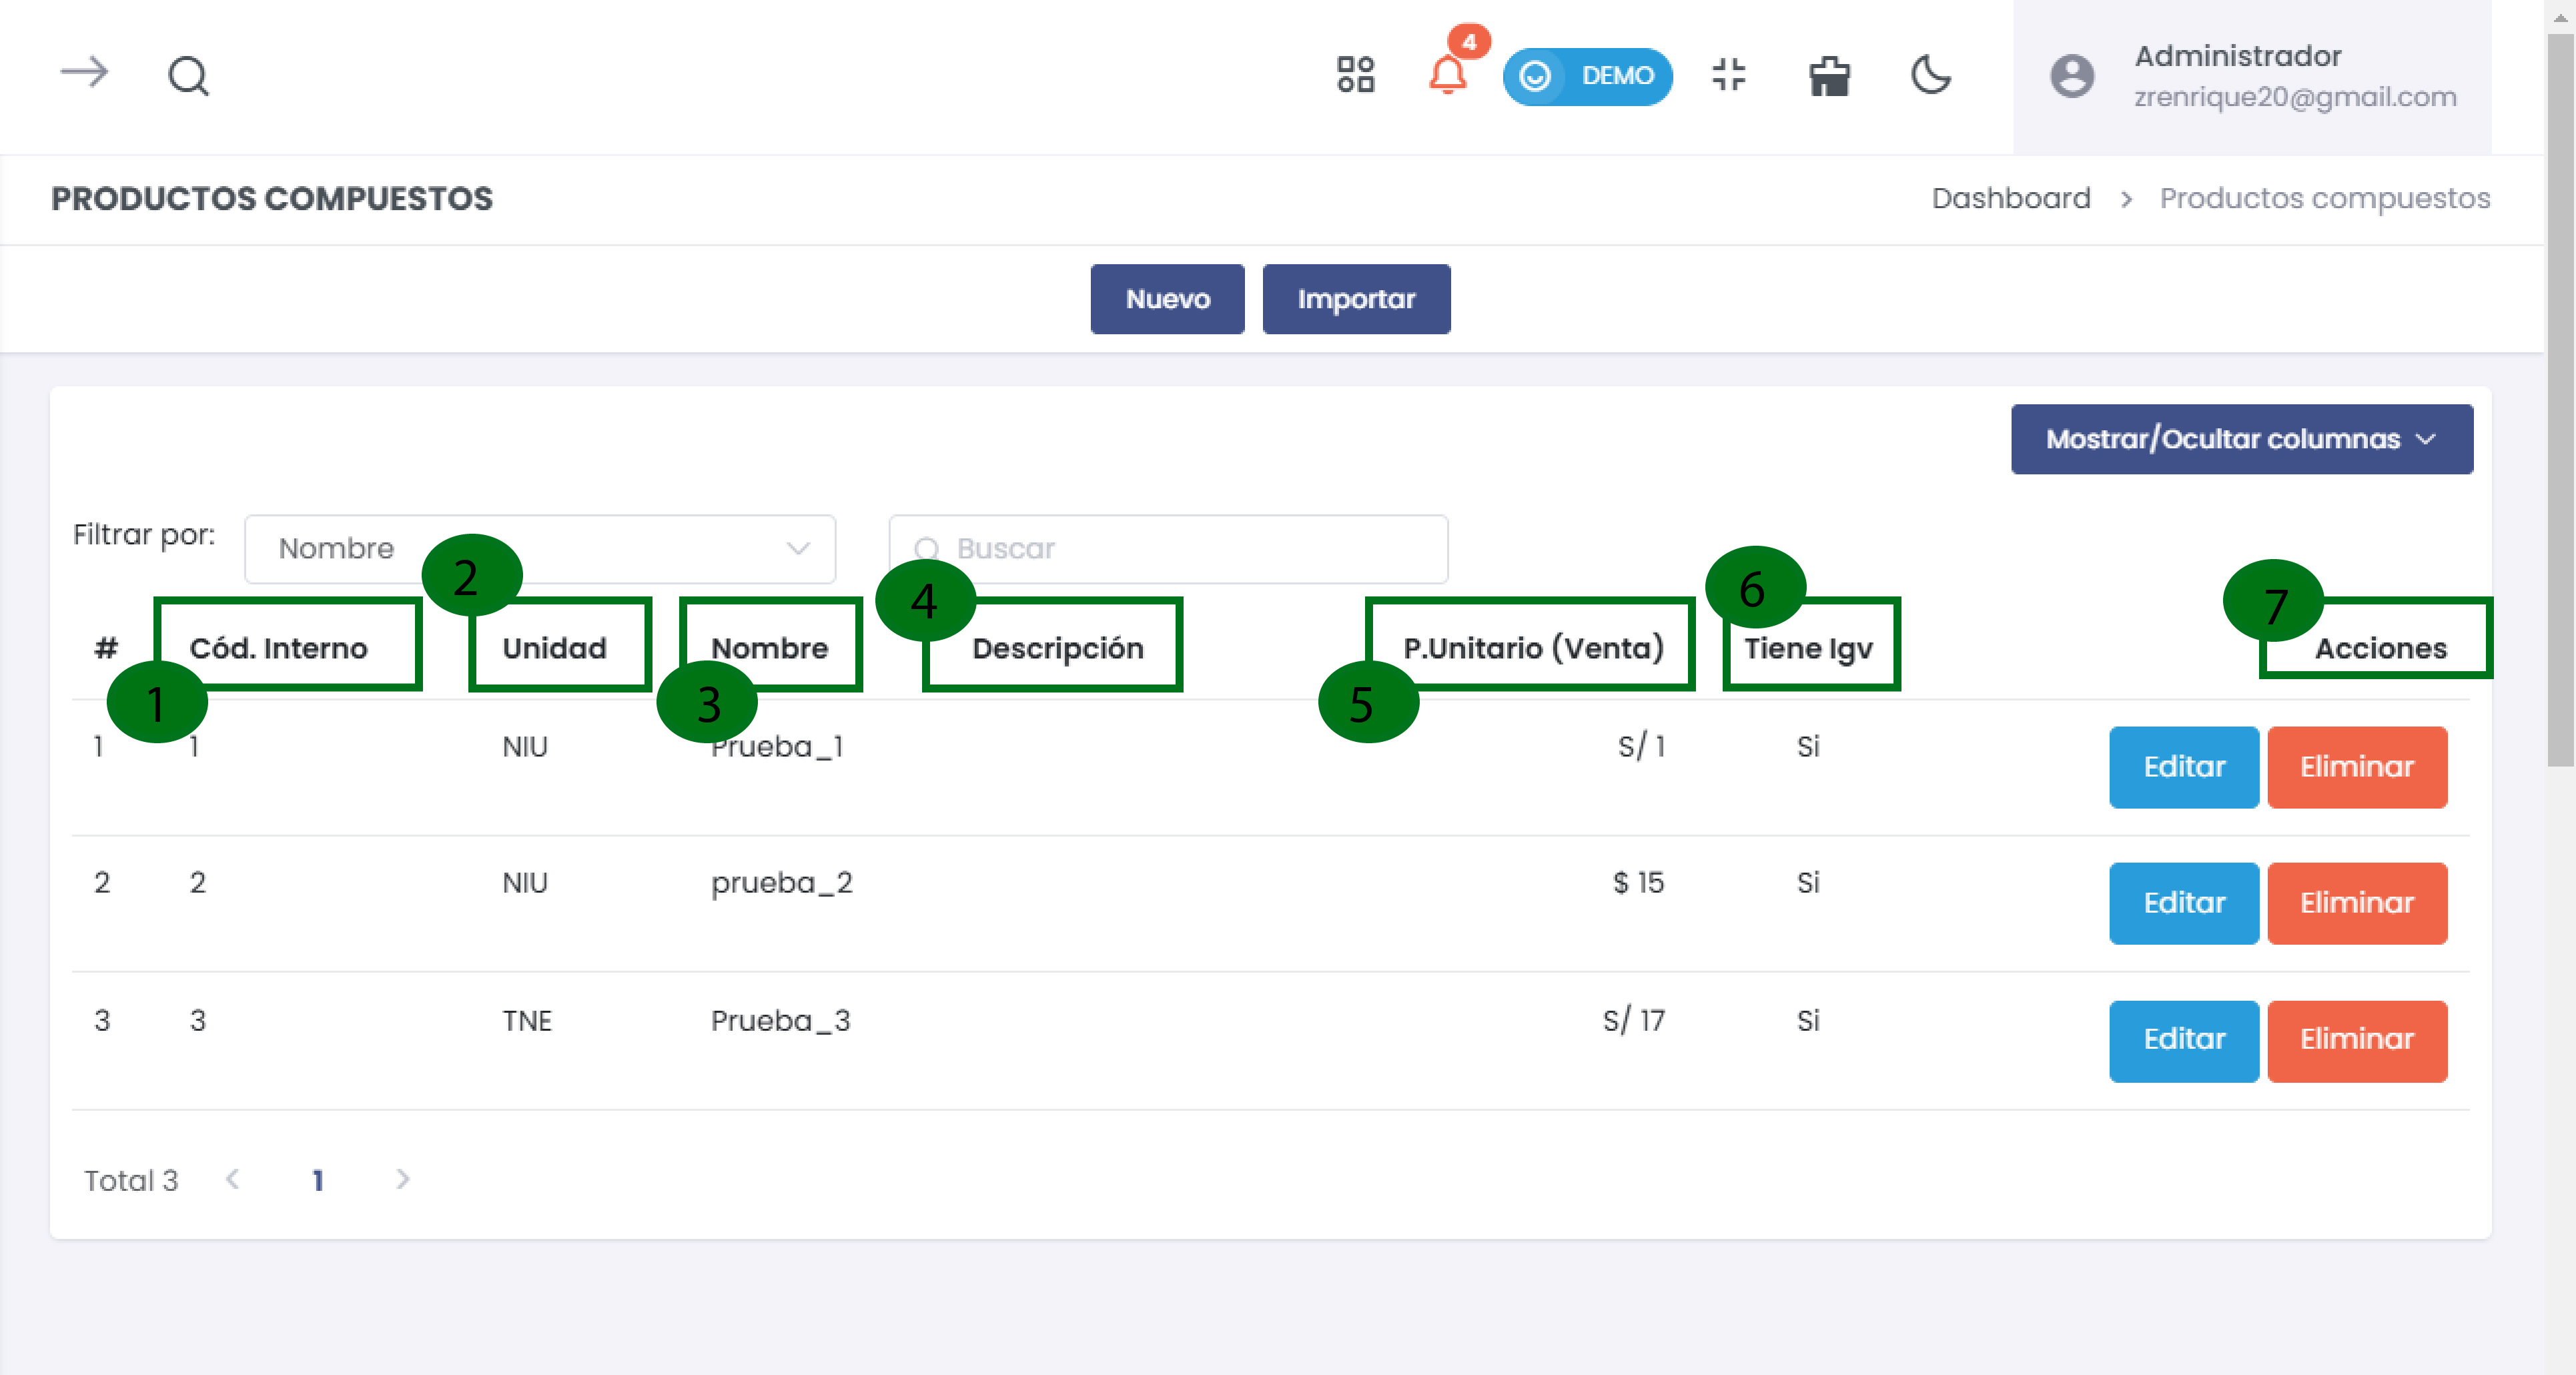 4
DEMO
Administrador
zrenrique20@gmail.com
PRODUCTOS COMPUESTOS
Dashboard > Productos compuestos
Nuevo
Importar
Mostrar/Ocultar columnas
Filtrar por:
Nombre
Buscar
2
4
6
7
# Cód. Interno Unidad Nombre Descripción P.Unitario (Venta) Tiene Igv Acciones
1
3
5
1 1 NIU Prueba_1 S/ 1 Si Editar Eliminar
2 2 NIU prueba_2 $ 15 Si Editar Eliminar
3 3 TNE Prueba_3 S/ 17 Si Editar Eliminar
Total 3 < 1 >